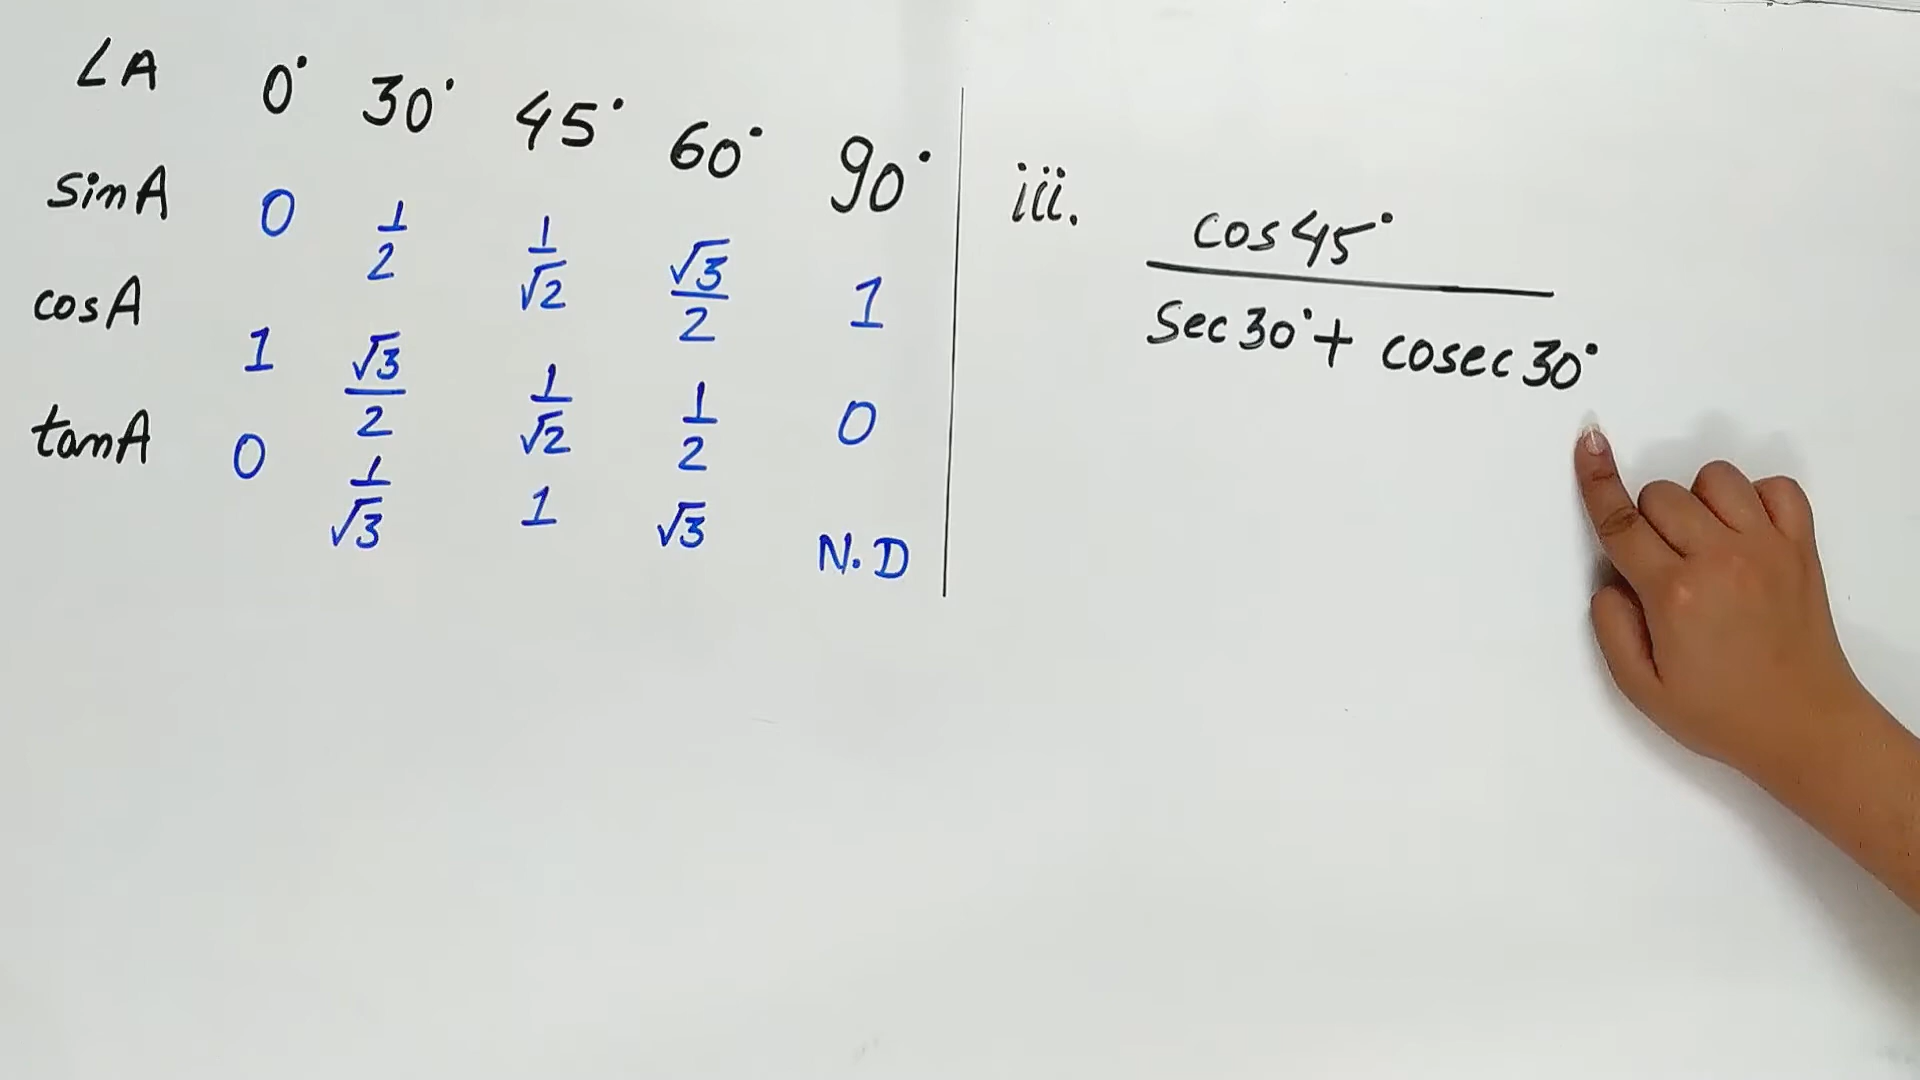 ∠A 0° 30° 45° 60° 90°
sinA 0 1/2 1/√2 √3/2 1
cosA 1 √3/2 1/√2 1/2 0
tanA 0 1/√3 1 √3 N.D
iii. cos45°
sec30°+ cosec30°